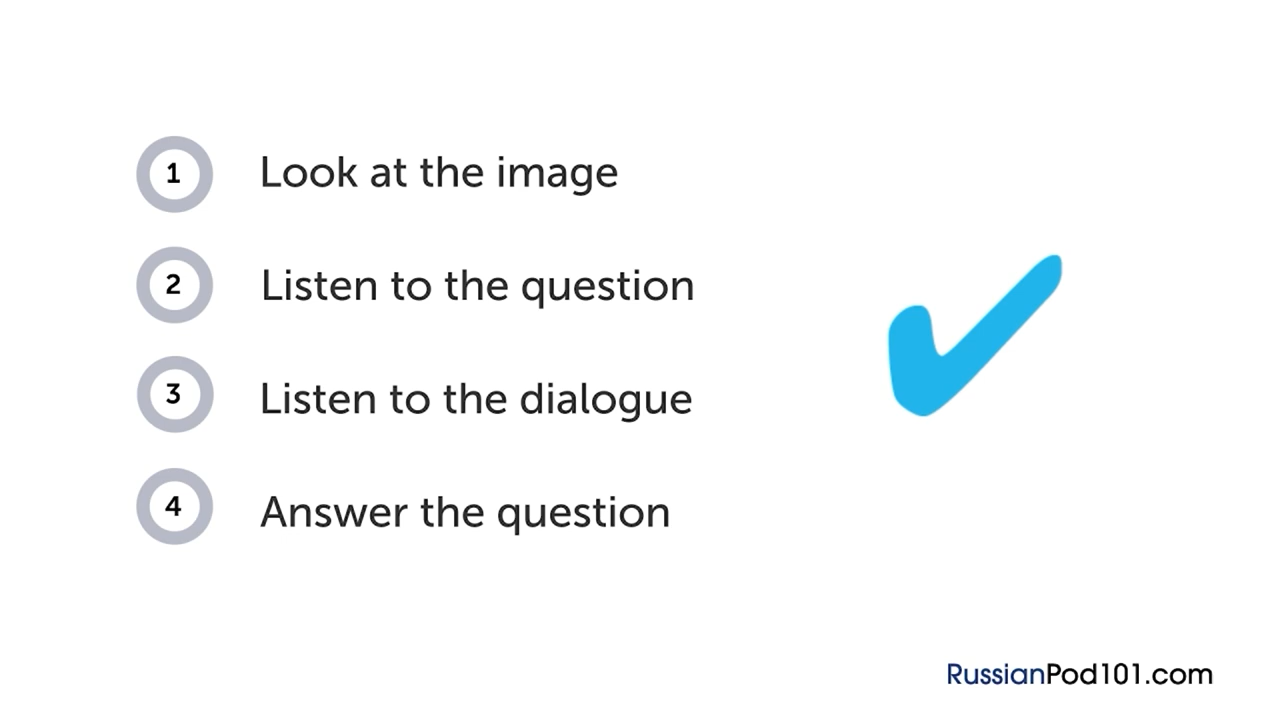 1 Look at the image
2 Listen to the question
3 Listen to the dialogue
4 Answer the question
RussianPod101.com